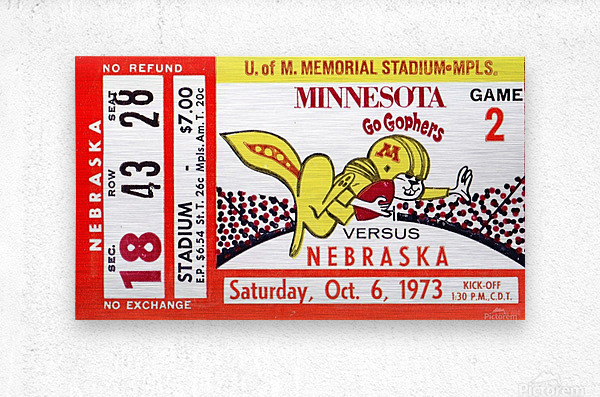 NO REFUND
NEBRASKA
SEC. ROW SEAT
18 43 28
STADIUM - $7.00
E.P. $6.54 St. T. 26c Mpls. Am. T. 20c
NO EXCHANGE
U. of M. MEMORIAL STADIUM-MPLS.
MINNESOTA
GAME
2
Go Gophers
M
VERSUS
NEBRASKA
Saturday, Oct. 6, 1973
KICK-OFF
1:30 P.M., C.D.T.
Pictorem
Pictorem